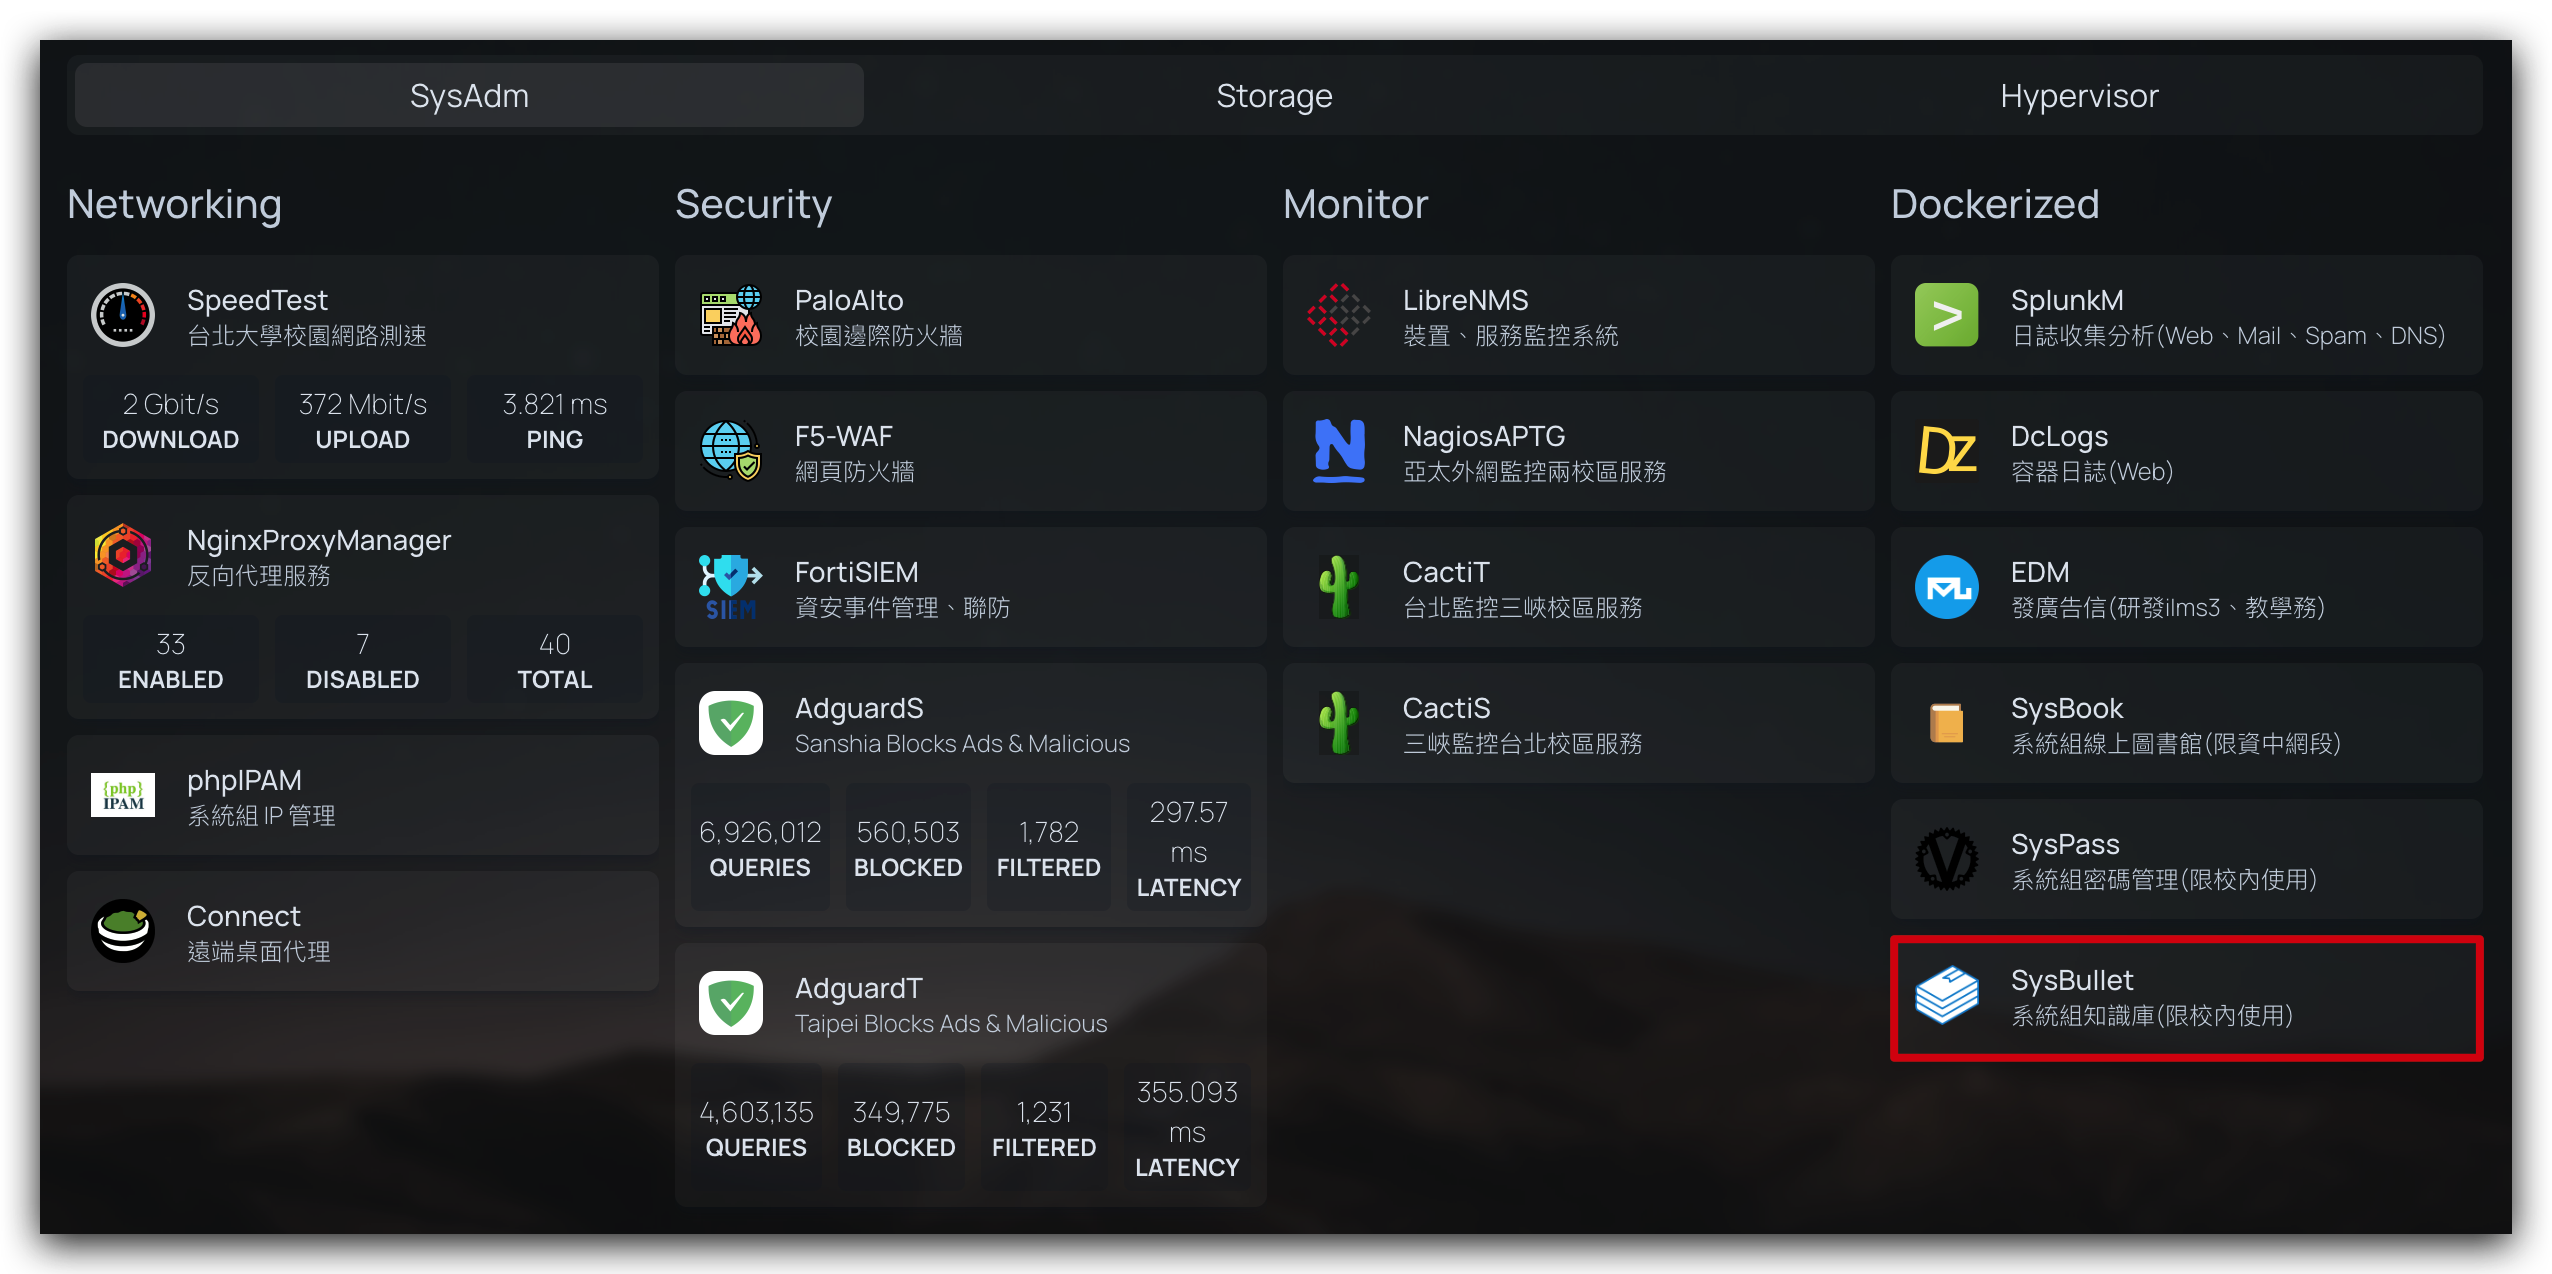 SysAdm
Storage
Hypervisor
Networking
SpeedTest
台北大學校園網路測速
2 Gbit/s
DOWNLOAD
372 Mbit/s
UPLOAD
3.821 ms
PING
NginxProxyManager
反向代理服務
33
ENABLED
7
DISABLED
40
TOTAL
{php}
IPAM
phpIPAM
系統組 IP 管理
Connect
遠端桌面代理
Security
PaloAlto
校園邊際防火牆
F5-WAF
網頁防火牆
SIEM
FortiSIEM
資安事件管理、聯防
AdguardS
Sanshia Blocks Ads & Malicious
6,926,012
QUERIES
560,503
BLOCKED
1,782
FILTERED
297.57
ms
LATENCY
AdguardT
Taipei Blocks Ads & Malicious
4,603,135
QUERIES
349,775
BLOCKED
1,231
FILTERED
355.093
ms
LATENCY
Monitor
LibreNMS
裝置、服務監控系統
N
NagiosAPTG
亞太外網監控兩校區服務
CactiT
台北監控三峽校區服務
CactiS
三峽監控台北校區服務
Dockerized
>
SplunkM
日誌收集分析(Web、Mail、Spam、DNS)
DZ
DcLogs
容器日誌(Web)
EDM
發廣告信(研發ilms3、教學務)
SysBook
系統組線上圖書館(限資中網段)
V
SysPass
系統組密碼管理(限校內使用)
SysBullet
系統組知識庫(限校內使用)